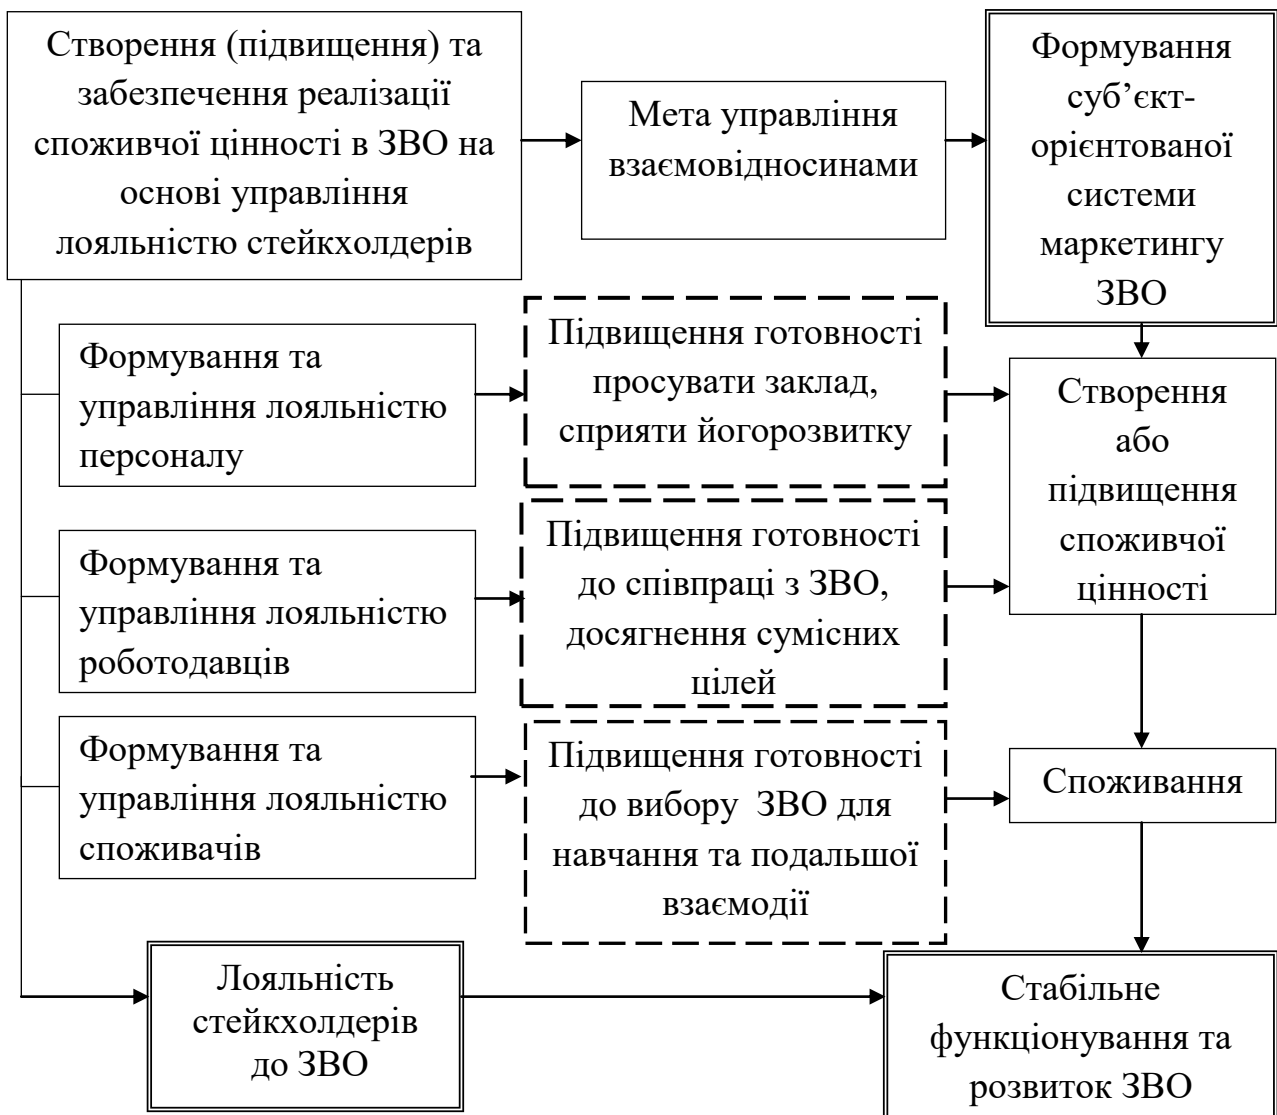 Створення (підвищення) та
забезпечення реалізації
споживчої цінності в ЗВО на
основі управління
лояльністю стейкхолдерів
Мета управління
взаємовідносинами
Формування
суб’єкт-
орієнтованої
системи
маркетингу
ЗВО
Формування та
управління лояльністю
персоналу
Підвищення готовності
просувати заклад,
сприяти йогорозвитку
Створення
або
підвищення
споживчої
цінності
Формування та
управління лояльністю
роботодавців
Підвищення готовності
до співпраці з ЗВО,
досягнення сумісних
цілей
Формування та
управління лояльністю
споживачів
Підвищення готовності
до вибору ЗВО для
навчання та подальшої
взаємодії
Споживання
Лояльність
стейкхолдерів
до ЗВО
Стабільне
функціонування та
розвиток ЗВО